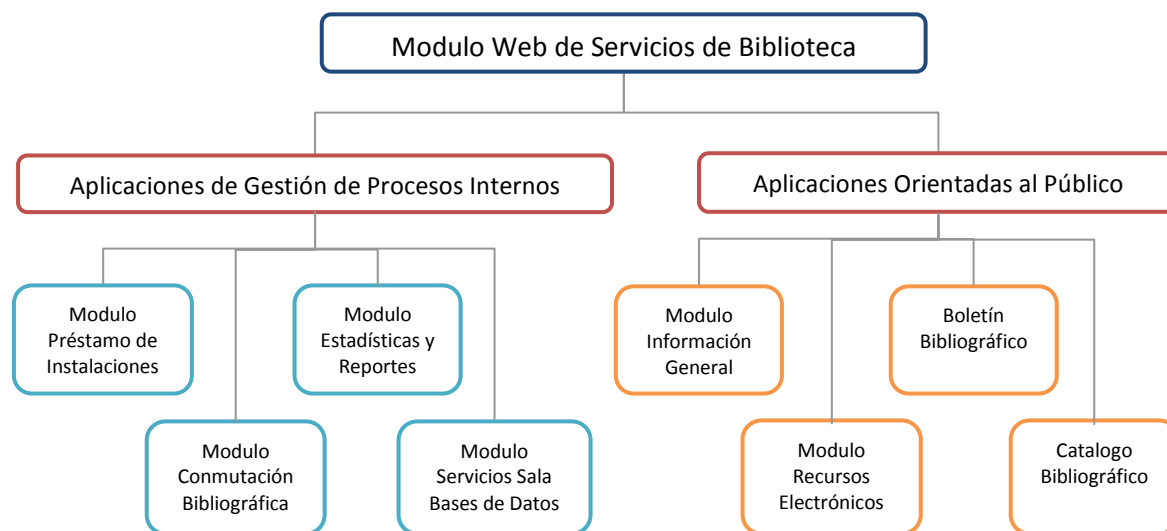 Modulo Web de Servicios de Biblioteca
Aplicaciones de Gestión de Procesos Internos
Aplicaciones Orientadas al Público
Modulo
Préstamo de
Instalaciones
Modulo
Estadísticas y
Reportes
Modulo
Información
General
Boletín
Bibliográfico
Modulo
Conmutación
Bibliográfica
Modulo
Servicios Sala
Bases de Datos
Modulo
Recursos
Electrónicos
Catalogo
Bibliográfico